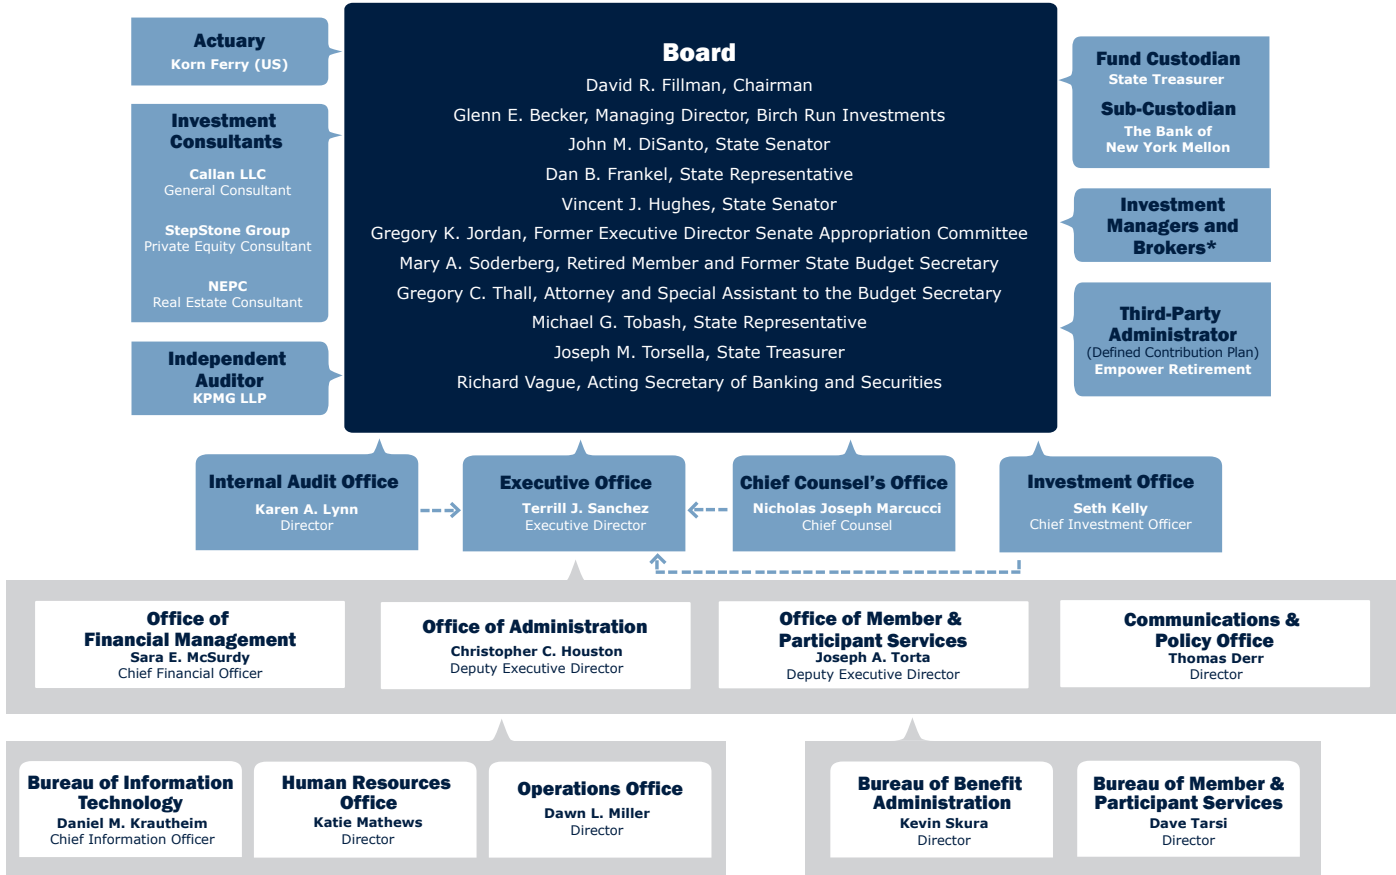 Actuary
Korn Ferry (US)
Investment
Consultants
Callan LLC
General Consultant
StepStone Group
Private Equity Consultant
NEPC
Real Estate Consultant
Independent
Auditor
KPMG LLP
Board
David R. Fillman, Chairman
Glenn E. Becker, Managing Director, Birch Run Investments
John M. DiSanto, State Senator
Dan B. Frankel, State Representative
Vincent J. Hughes, State Senator
Gregory K. Jordan, Former Executive Director Senate Appropriation Committee
Mary A. Soderberg, Retired Member and Former State Budget Secretary
Gregory C. Thall, Attorney and Special Assistant to the Budget Secretary
Michael G. Tobash, State Representative
Joseph M. Torsella, State Treasurer
Richard Vague, Acting Secretary of Banking and Securities
Fund Custodian
State Treasurer
Sub-Custodian
The Bank of
New York Mellon
Investment
Managers and
Brokers*
Third-Party
Administrator
(Defined Contribution Plan)
Empower Retirement
Internal Audit Office
Karen A. Lynn
Director
Executive Office
Terrill J. Sanchez
Executive Director
Chief Counsel's Office
Nicholas Joseph Marcucci
Chief Counsel
Investment Office
Seth Kelly
Chief Investment Officer
Office of
Financial Management
Sara E. McSurdy
Chief Financial Officer
Office of Administration
Christopher C. Houston
Deputy Executive Director
Office of Member &
Participant Services
Joseph A. Torta
Deputy Executive Director
Communications &
Policy Office
Thomas Derr
Director
Bureau of Information
Technology
Daniel M. Krautheim
Chief Information Officer
Human Resources
Office
Katie Mathews
Director
Operations Office
Dawn L. Miller
Director
Bureau of Benefit
Administration
Kevin Skura
Director
Bureau of Member &
Participant Services
Dave Tarsi
Director